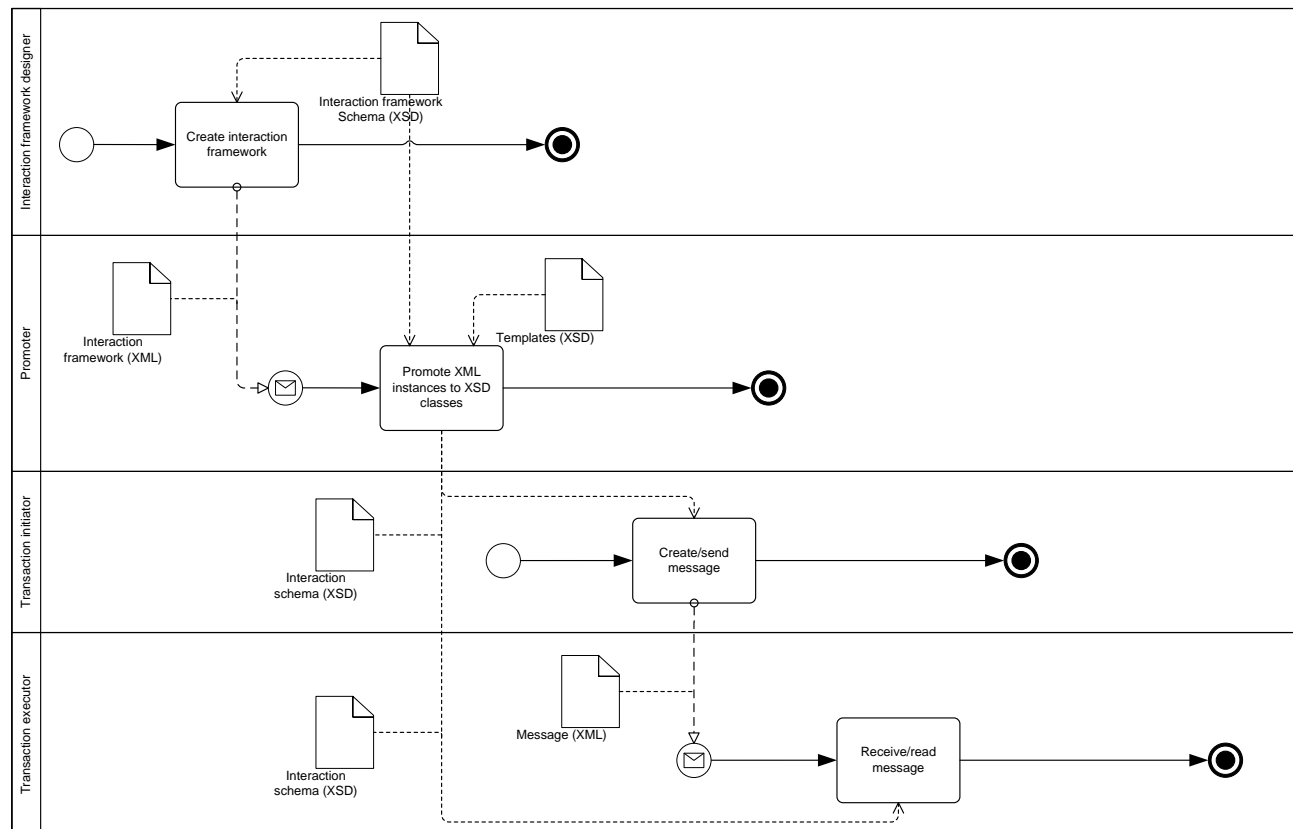 Interaction framework designer
Interaction framework
Schema (XSD)
Create interaction
framework
Promoter
Interaction
framework (XML)
Templates (XSD)
Promote XML
instances to XSD
classes
Transaction initiator
Interaction
schema (XSD)
Create/send
message
Transaction executor
Interaction
schema (XSD)
Message (XML)
Receive/read
message